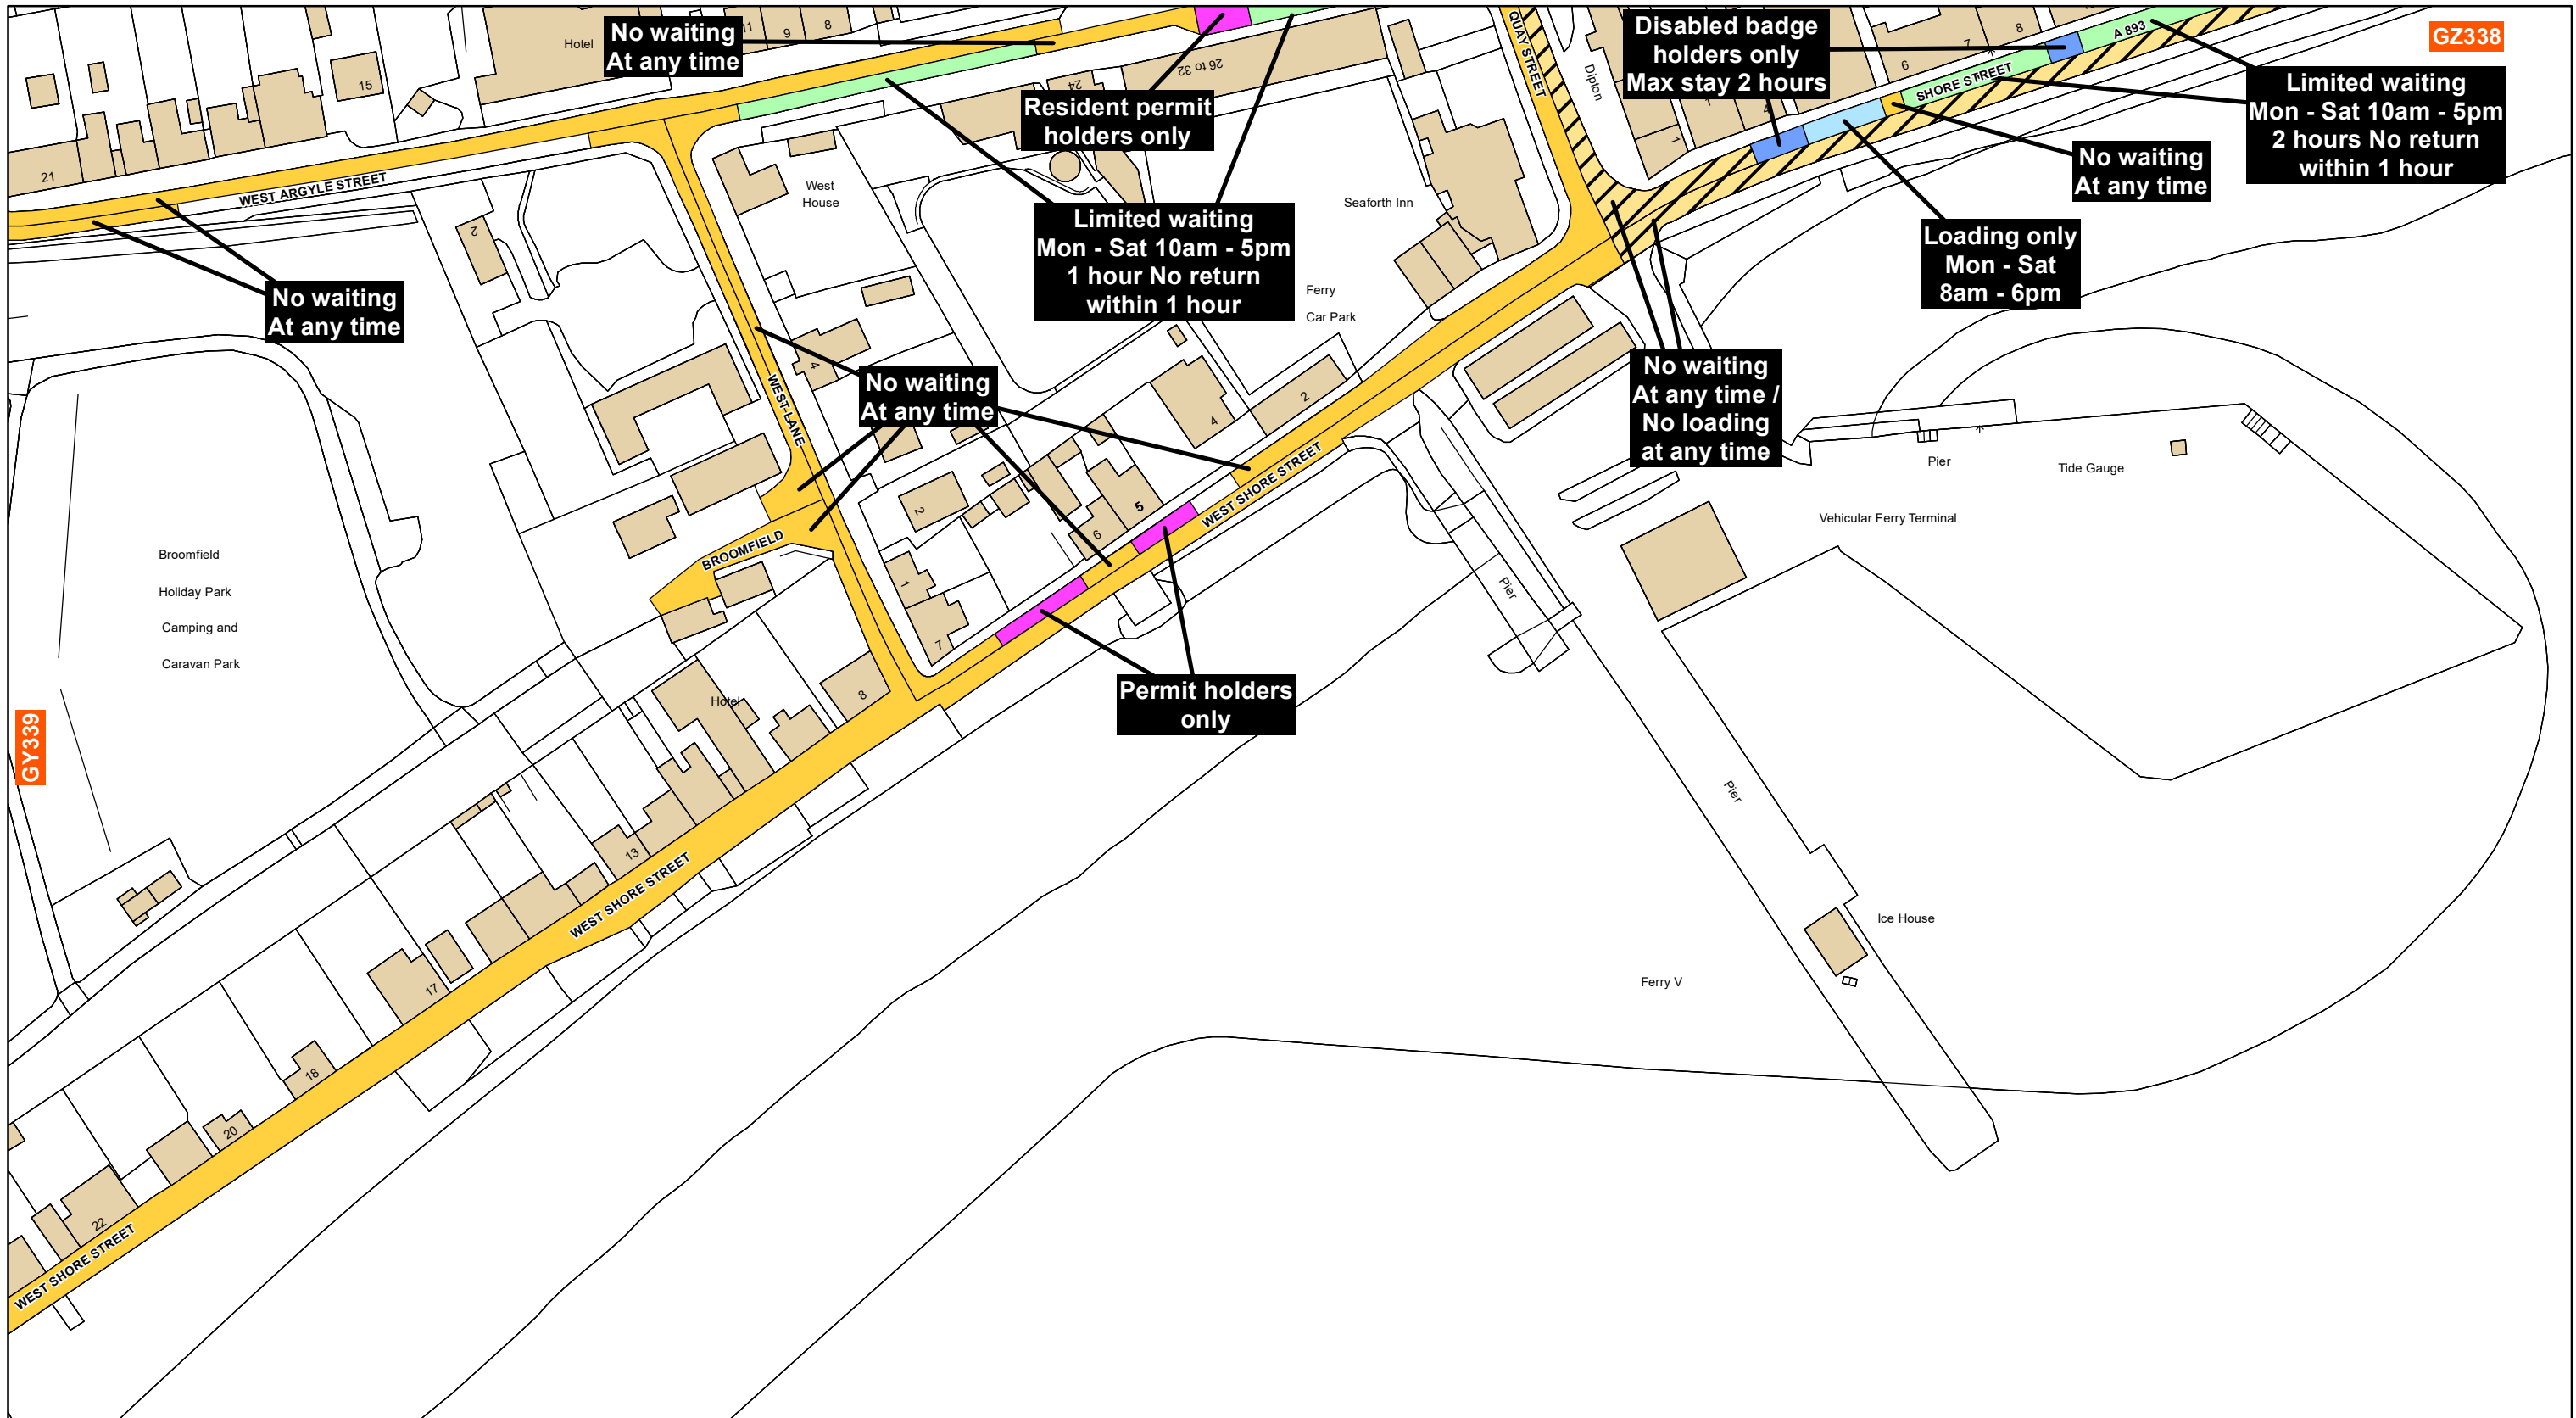 Hotel
11
9
8
No waiting
At any time
QUAY STREET
Disabled badge
holders only
Max stay 2 hours
7
8
6
A 893
GZ338
15
26 to 32
24
Dipton
SHORE STREET
Limited waiting
Mon - Sat 10am - 5pm
2 hours No return
within 1 hour
Resident permit
holders only
1
4
1
No waiting
At any time
21
WEST ARGYLE STREET
West
House
Seaforth Inn
2
Limited waiting
Mon - Sat 10am - 5pm
1 hour No return
within 1 hour
Loading only
Mon - Sat
8am - 6pm
No waiting
At any time
Ferry
Car Park
4
WEST LANE
No waiting
At any time
No waiting
At any time /
No loading
at any time
2
4
WEST SHORE STREET
Pier
Tide Gauge
Vehicular Ferry Terminal
2
5
6
BROOMFIELD
Broomfield
Holiday Park
Camping and
Caravan Park
1
7
Pier
Permit holders
only
Hotel
8
GY339
Pier
13
WEST SHORE STREET
Ice House
17
Ferry V
18
20
22
WEST SHORE STREET